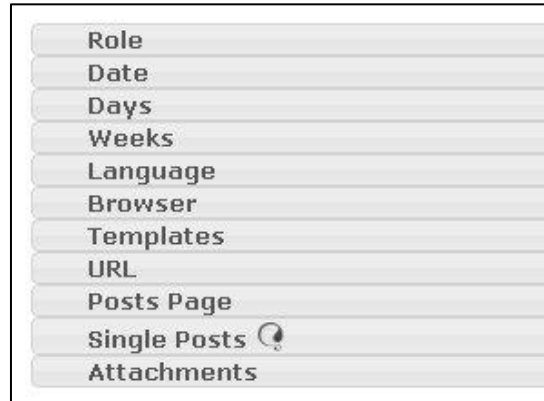 Role
Date
Days
Weeks
Language
Browser
Templates
URL
Posts Page
Single Posts
Attachments